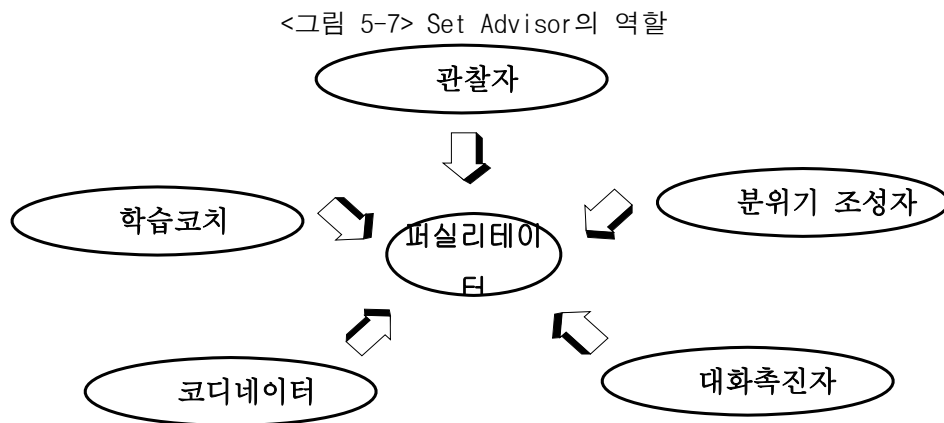 <그림 5-7> Set Advisor의 역할
관찰자
학습코치
분위기 조성자
퍼실리테이
터
코디네이터
대화촉진자